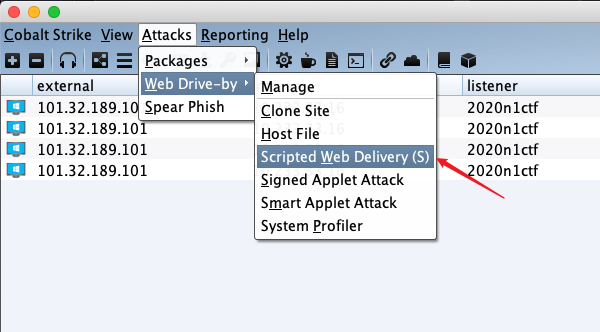 Cobalt Strike View Attacks Reporting Help
Packages
Web Drive-by
Spear Phish
Manage
Clone Site
Host File
Scripted Web Delivery (S)
Signed Applet Attack
Smart Applet Attack
System Profiler
external listener
101.32.189.10 2020n1ctf
101.32.189.101 2020n1ctf
101.32.189.101 2020n1ctf
101.32.189.101 2020n1ctf